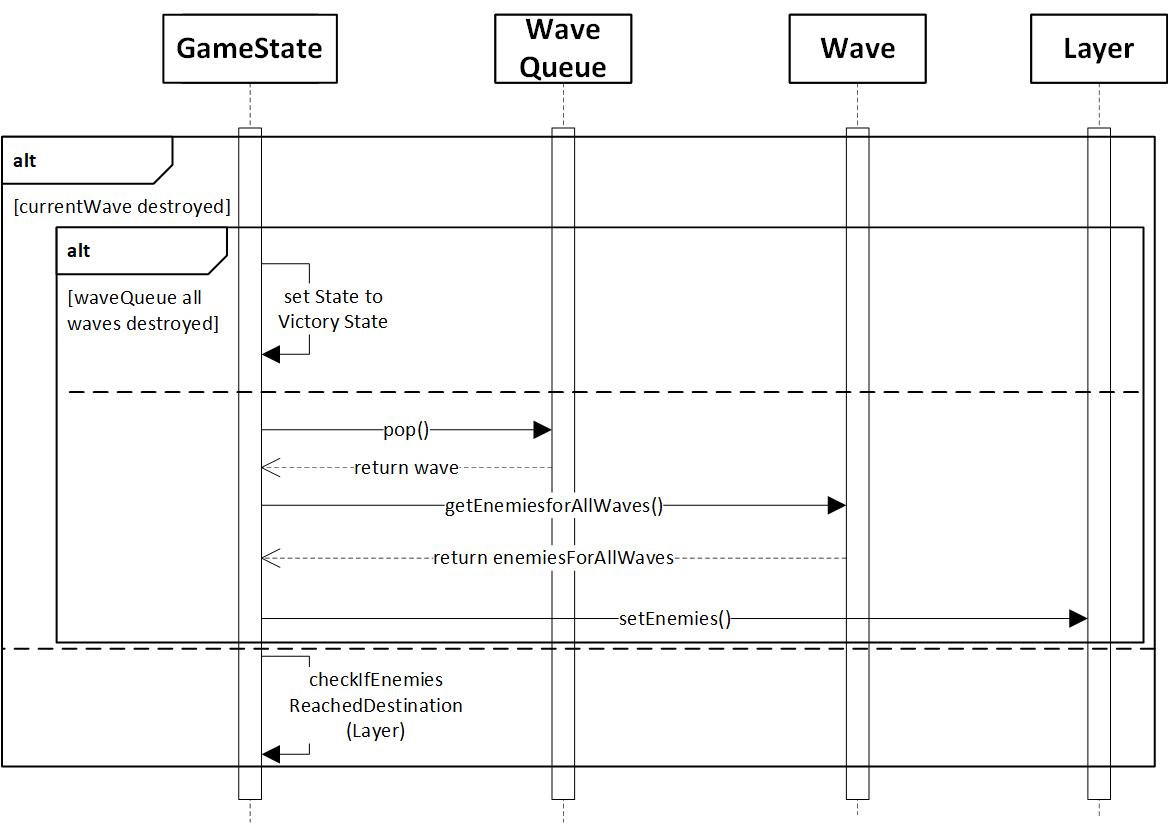 GameState
Wave
Queue
Wave
Layer
alt
[currentWave destroyed]
alt
[waveQueue all
waves destroyed]
set State to
Victory State
pop()
return wave
getEnemiesforAllWaves()
return enemiesForAllWaves
setEnemies()
checkIfEnemies
ReachedDestination
(Layer)